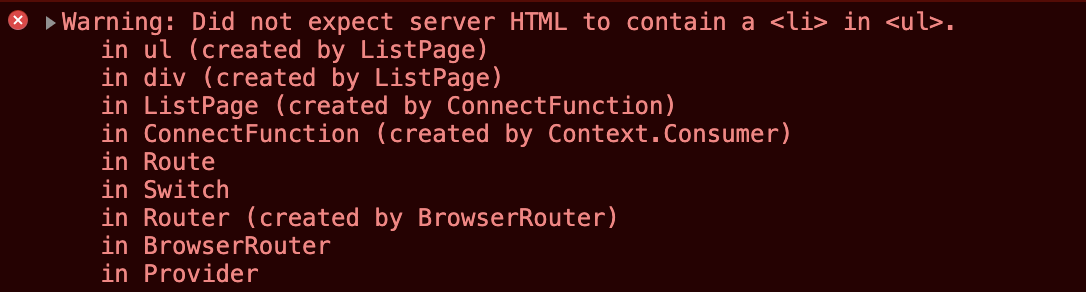 Warning: Did not expect server HTML to contain a <li> in <ul>.
in ul (created by ListPage)
in div (created by ListPage)
in ListPage (created by ConnectFunction)
in ConnectFunction (created by Context.Consumer)
in Route
in Switch
in Router (created by BrowserRouter)
in BrowserRouter
in Provider